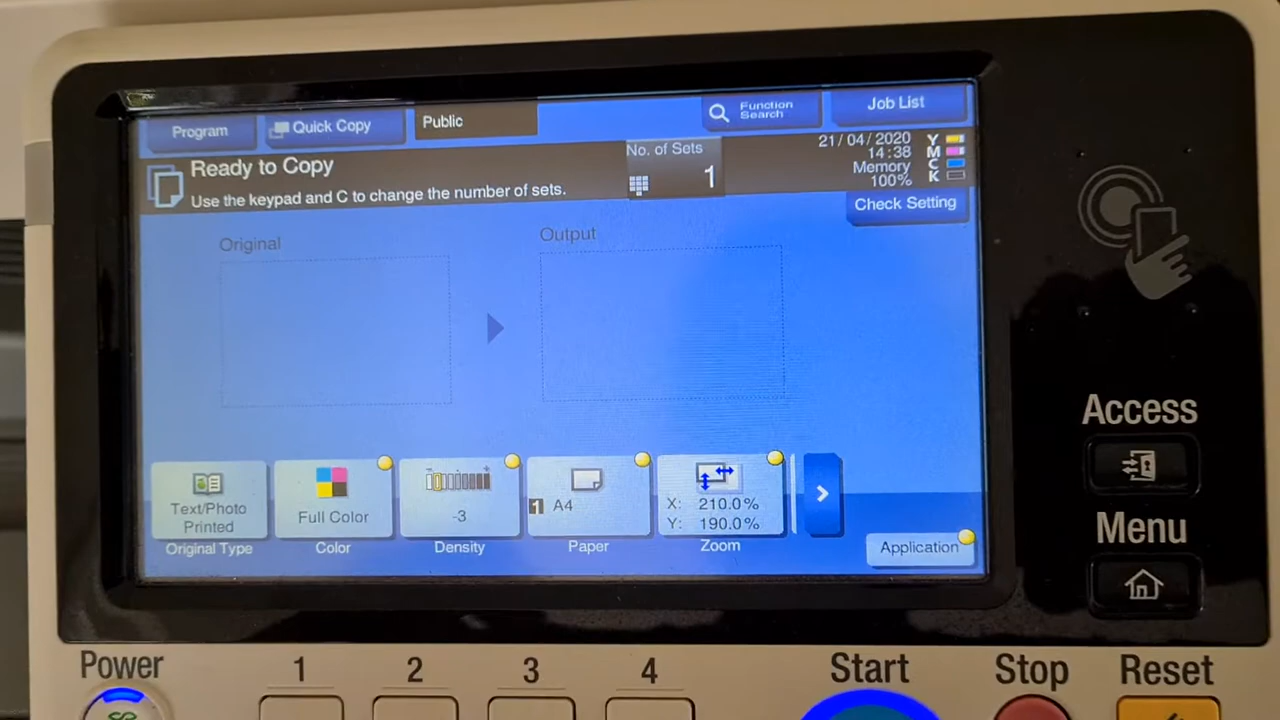 Program
Quick Copy
Public
Function
Search
Job List
Ready to Copy
Use the keypad and C to change the number of sets.
No. of Sets
1
21/04/2020
14:38
Memory
100%
Y
M
C
K
Check Setting
Original
Output
Text/Photo
Printed
Original Type
Full Color
Color
- +
-3
Density
1 A4
Paper
X: 210.0%
Y: 190.0%
Zoom
Application
Access
Menu
Power
1
2
3
4
Start
Stop
Reset